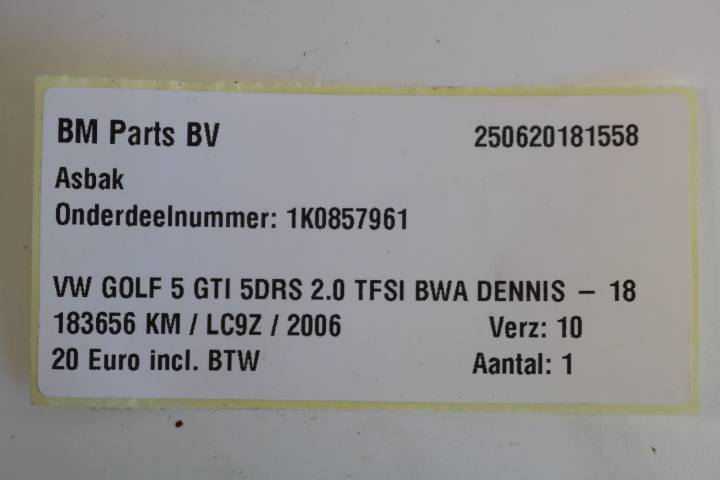 BM Parts BV 250620181558
Asbak
Onderdeelnummer: 1K0857961
VW GOLF 5 GTI 5DRS 2.0 TFSI BWA DENNIS – 18
183656 KM / LC9Z / 2006 Verz: 10
20 Euro incl. BTW Aantal: 1